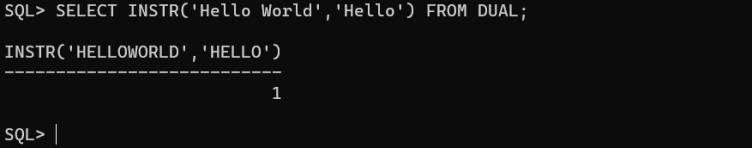 SQL> SELECT INSTR('Hello World','Hello') FROM DUAL;
INSTR('HELLOWORLD','HELLO')
---------------------------
1
SQL>